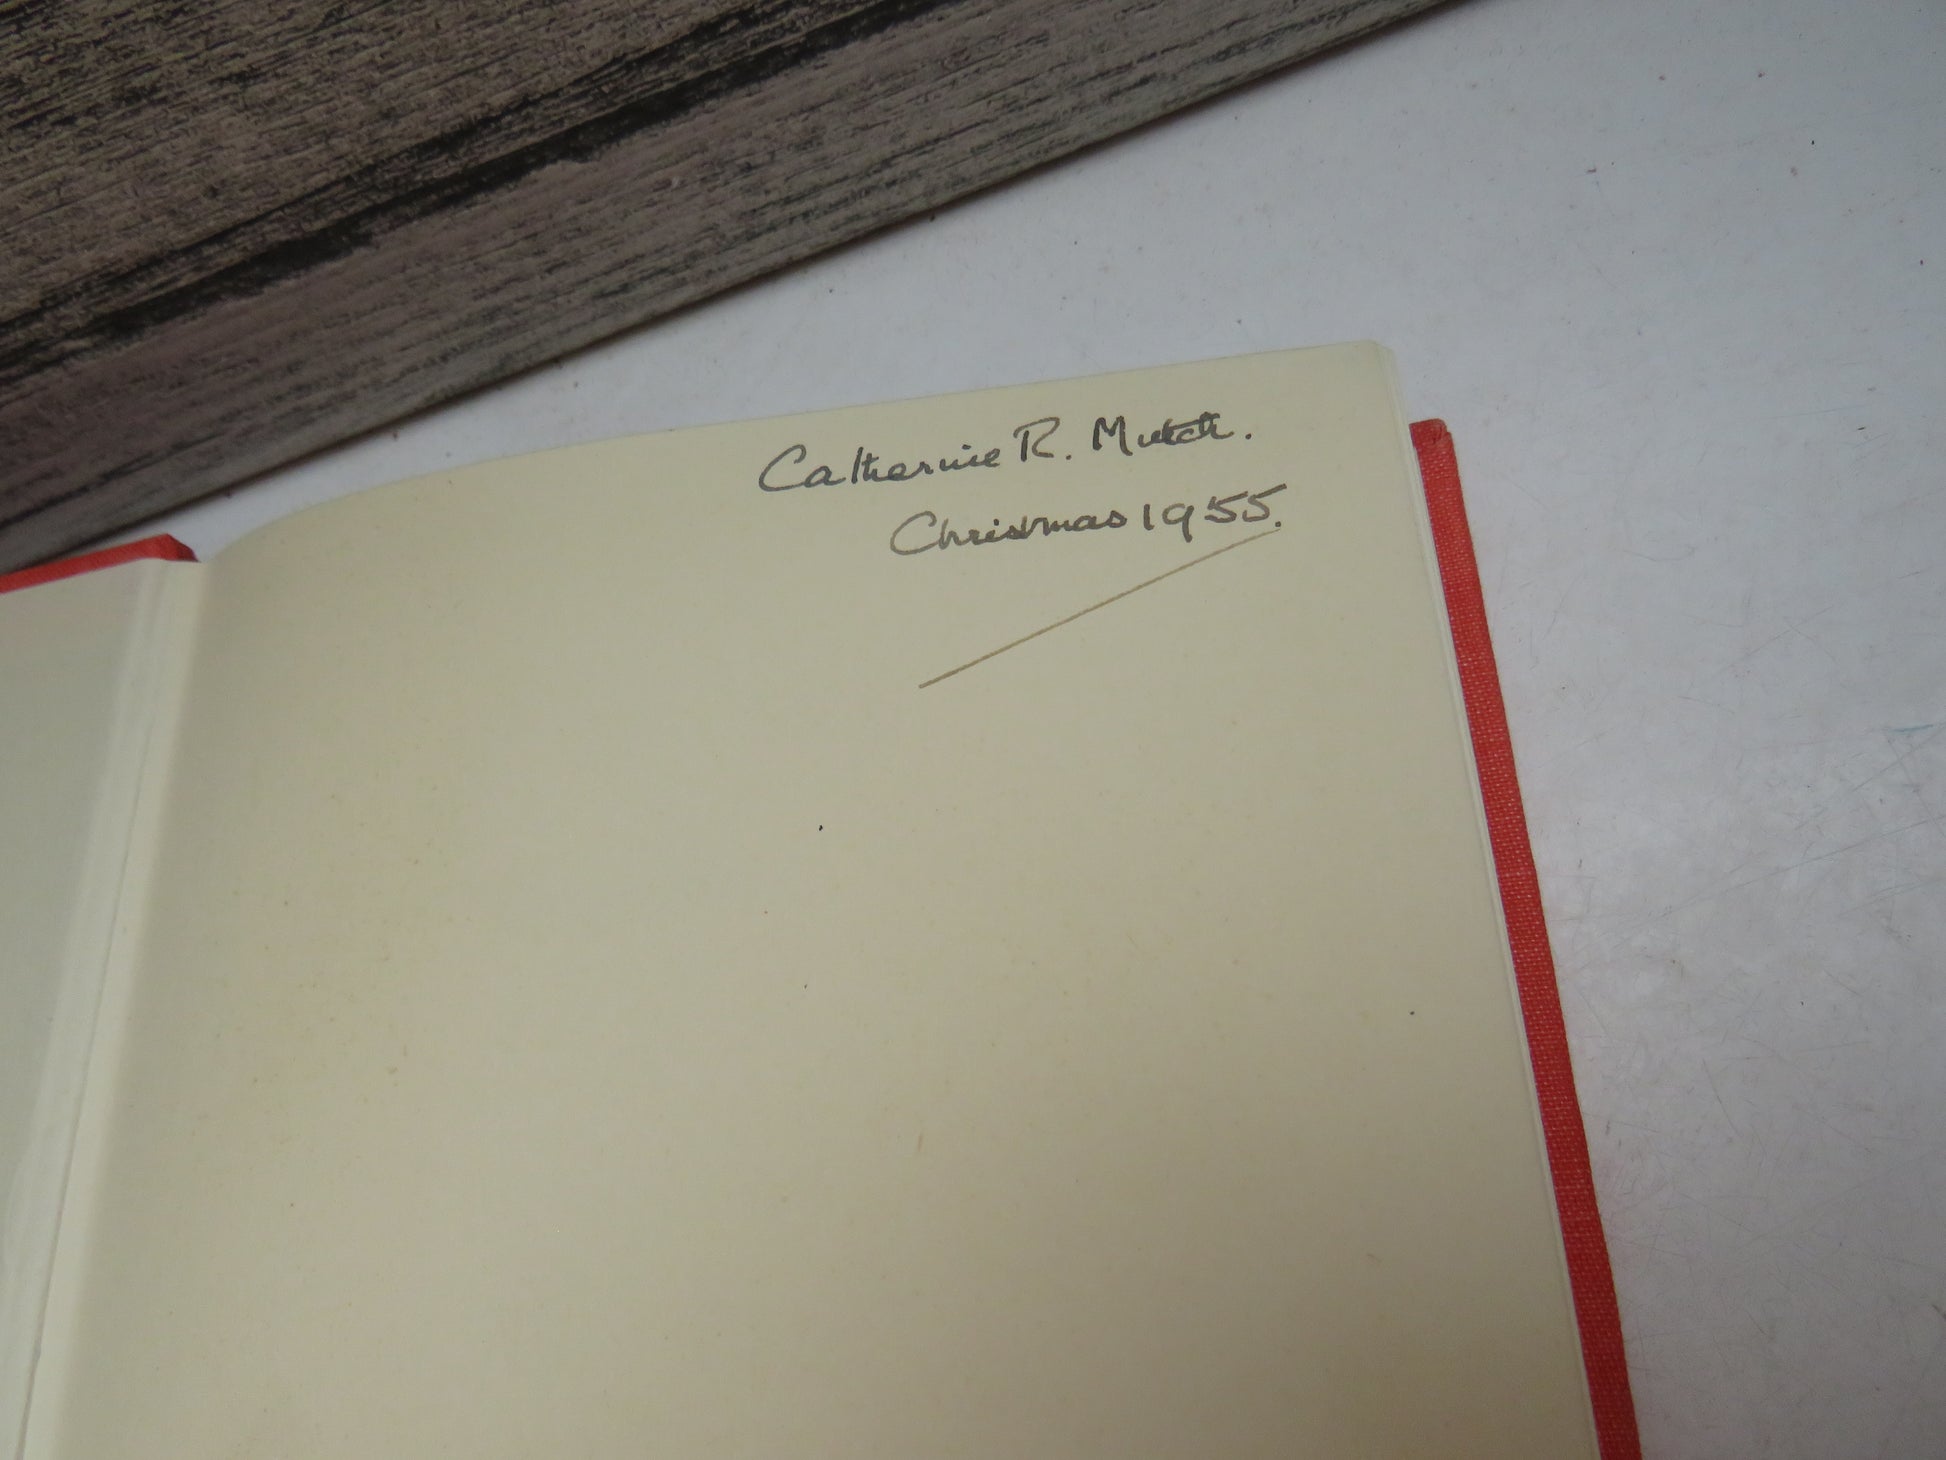 Catherine R. Mutch.
Christmas 1955.